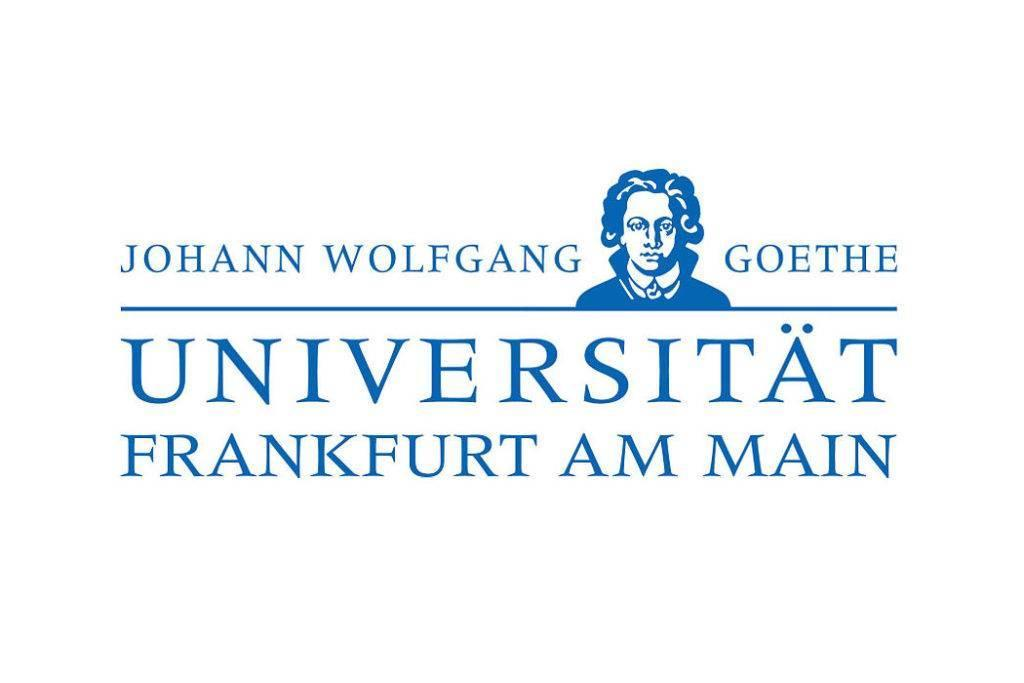 JOHANN WOLFGANG GOETHE
UNIVERSITÄT
FRANKFURT AM MAIN